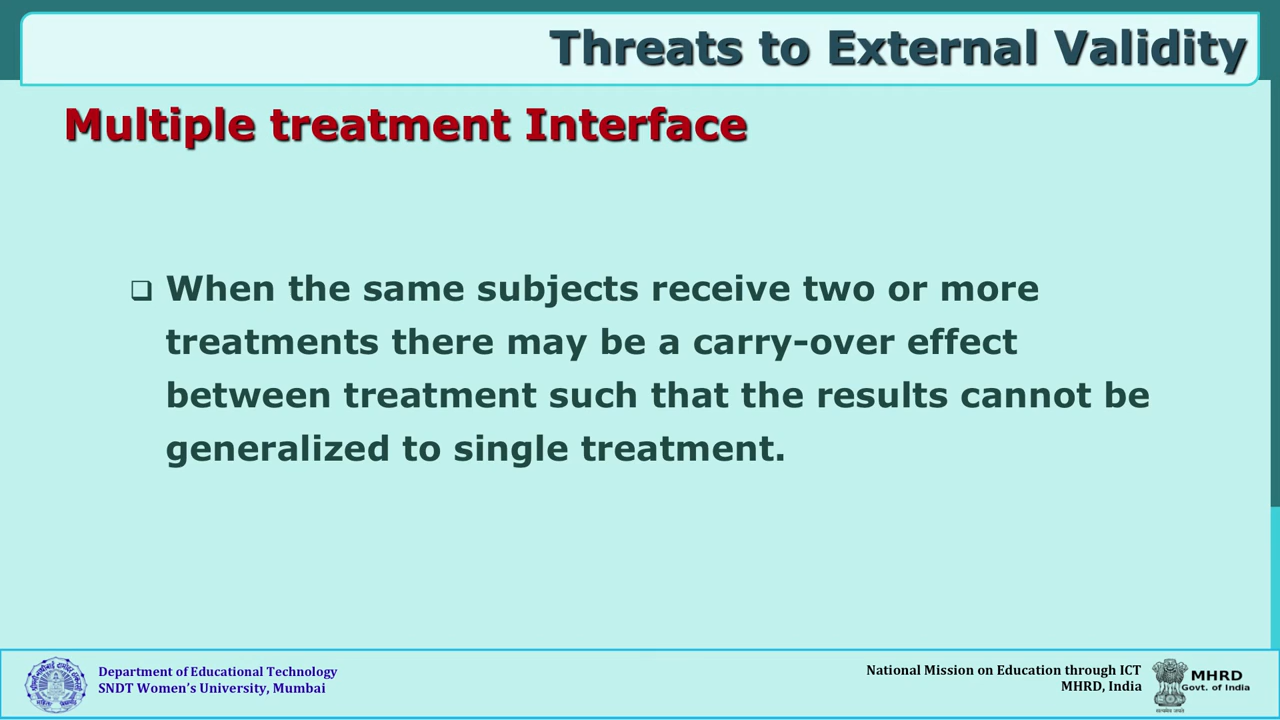 Threats to External Validity
Multiple treatment Interface
When the same subjects receive two or more
treatments there may be a carry-over effect
between treatment such that the results cannot be
generalized to single treatment.
Department of Educational Technology
SNDT Women's University, Mumbai
National Mission on Education through ICT
MHRD, India
MHRD
Govt. of India